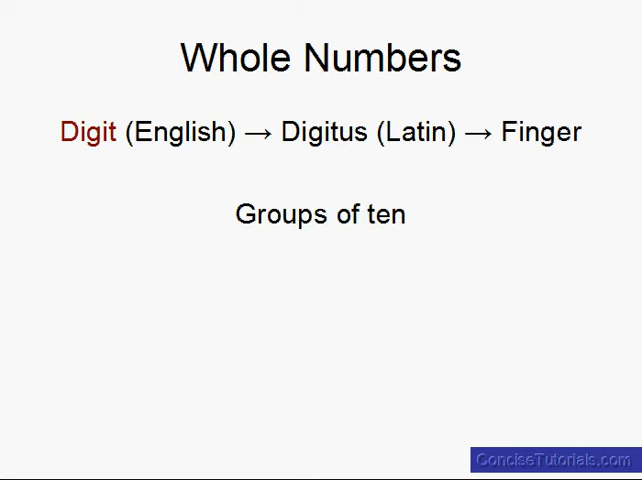 Whole Numbers
Digit (English) → Digitus (Latin) → Finger
Groups of ten
ConciseTutorials.com